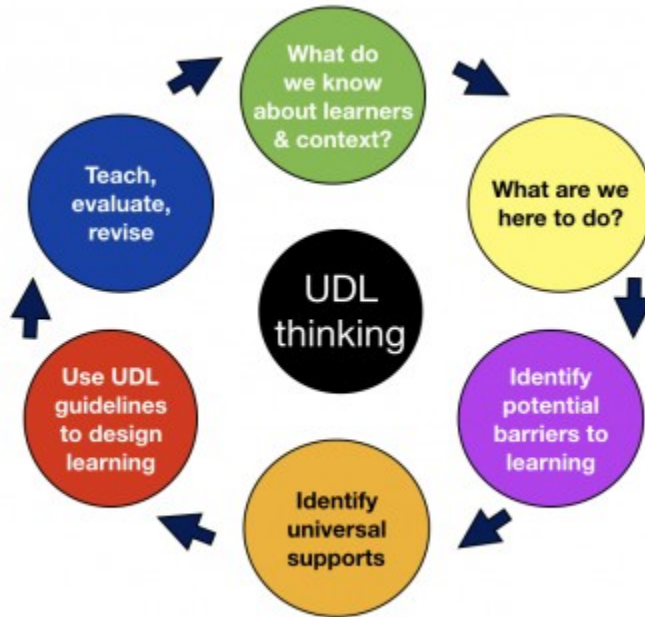 What do
we know
about learners
& context?
What are we
here to do?
Identify
potential
barriers to
learning
Identify
universal
supports
Use UDL
guidelines
to design
learning
Teach,
evaluate,
revise
UDL
thinking